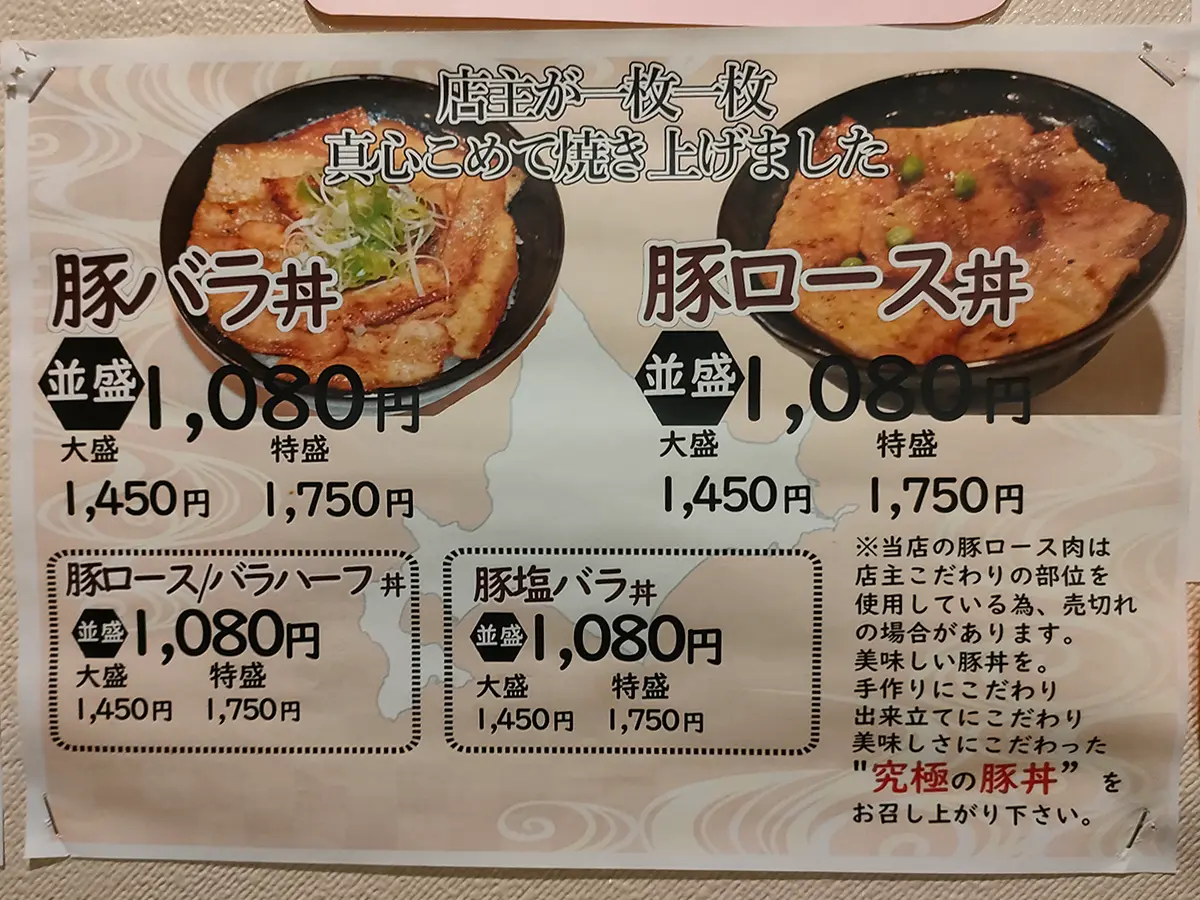 店主が一枚一枚
真心こめて焼き上げました
豚バラ丼
並盛 1,080円
大盛 特盛
1,450円 1,750円
豚ロース丼
並盛 1,080円
大盛 特盛
1,450円 1,750円
豚ロース/バラハーフ丼
並盛 1,080円
大盛 特盛
1,450円 1,750円
豚塩バラ丼
並盛 1,080円
大盛 特盛
1,450円 1,750円
※当店の豚ロース肉は
店主こだわりの部位を
使用している為、売切れ
の場合があります。
美味しい豚丼を。
手作りにこだわり
出来立てにこだわり
美味しさにこだわった
"究極の豚丼” を
お召し上がり下さい。